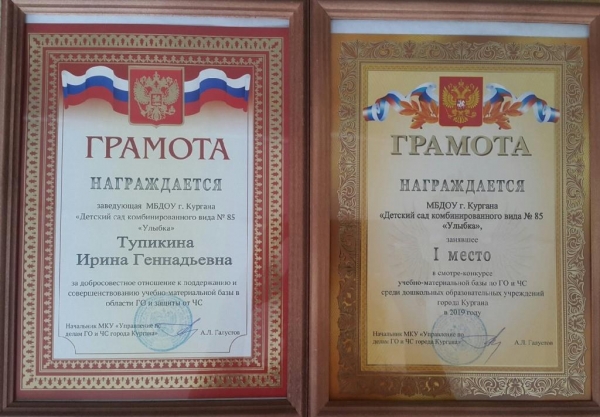 ГРАМОТА
НАГРАЖДАЕТСЯ
заведующая МБДОУ г. Кургана
«Детский сад комбинированного вида № 85
«Улыбка»
Тупикина
Ирина Геннадьевна
за добросовестное отношение к поддержанию и
совершенствованию учебно-материальной базы в
области ГО и защиты от ЧС
Начальник МКУ «Управление по
делам ГО и ЧС города Кургана»
А.Л. Галустов
ГРАМОТА
НАГРАЖДАЕТСЯ
МБДОУ г. Кургана
«Детский сад комбинированного вида № 85
«Улыбка»,
занявшее
I место
в смотре-конкурсе
учебно-материальной базы по ГО и ЧС
среди дошкольных образовательных учреждений
города Кургана
в 2019 году
Начальник МКУ «Управление по
делам ГО и ЧС города Кургана»
А.Л. Галустов